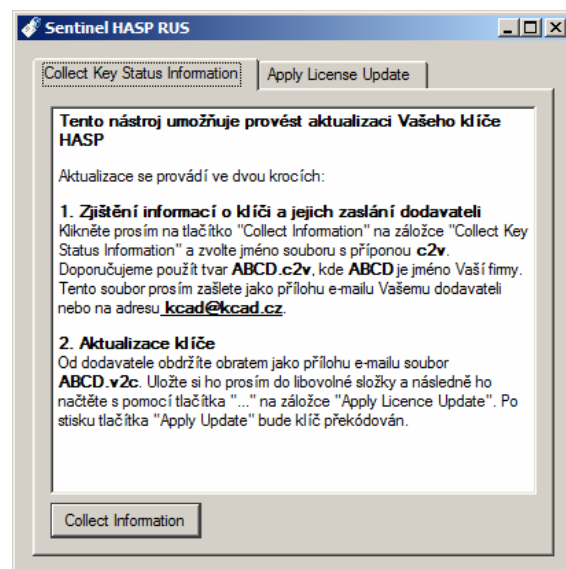 Sentinel HASP RUS
Collect Key Status Information
Apply License Update
Tento nástroj umožňuje provést aktualizaci Vašeho klíče
HASP
Aktualizace se provádí ve dvou krocích:
1. Zjištění informací o klíči a jejich zaslání dodavateli
Klikněte prosím na tlačítko "Collect Information" na záložce "Collect Key
Status Information" a zvolte jméno souboru s příponou c2v.
Doporučujeme použít tvar ABCD.c2v, kde ABCD je jméno Vaší firmy.
Tento soubor prosím zašlete jako přílohu e-mailu Vašemu dodavateli
nebo na adresu kcad@kcad.cz.
2. Aktualizace klíče
Od dodavatele obdržíte obratem jako přílohu e-mailu soubor
ABCD.v2c. Uložte si ho prosím do libovolné složky a následně ho
načtěte s pomocí tlačítka "..." na záložce "Apply Licence Update". Po
stisku tlačítka "Apply Update" bude klíč překódován.
Collect Information